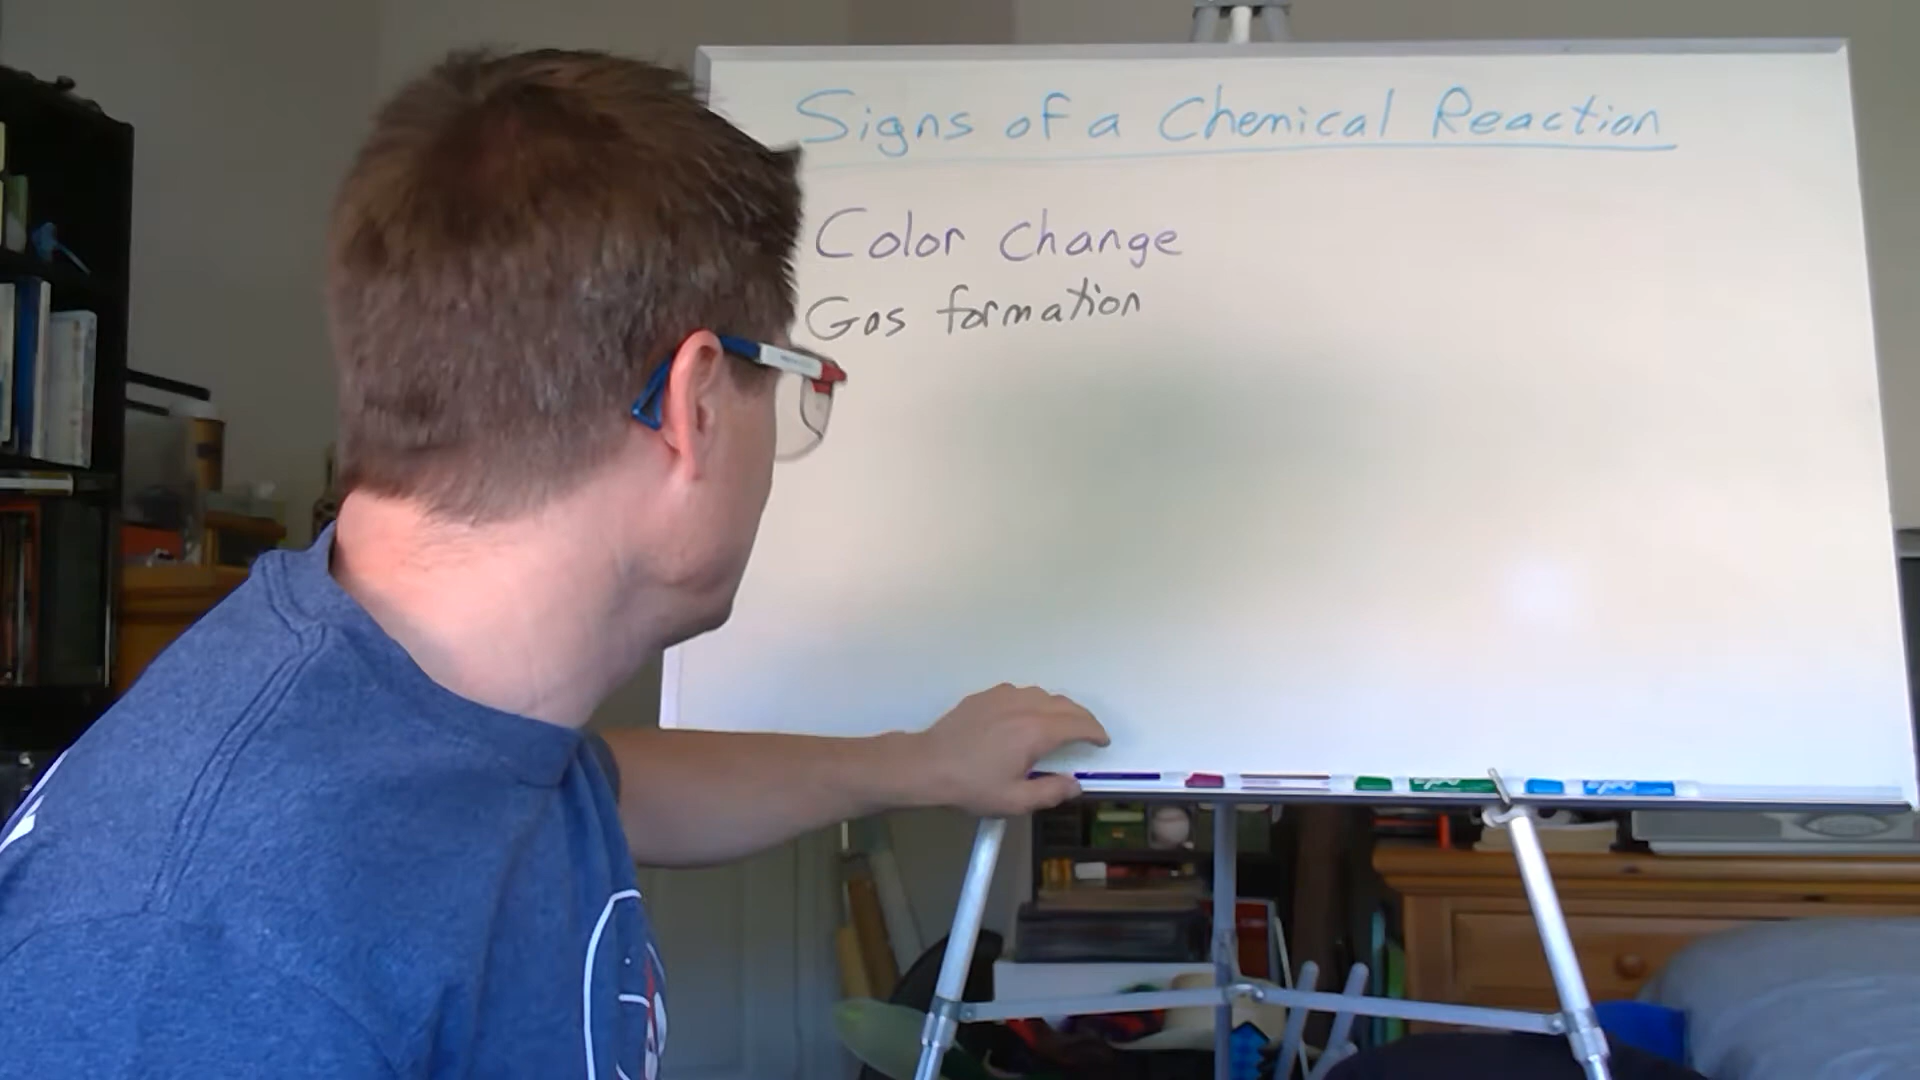 Signs of a Chemical Reaction
Color Change
Gas formation